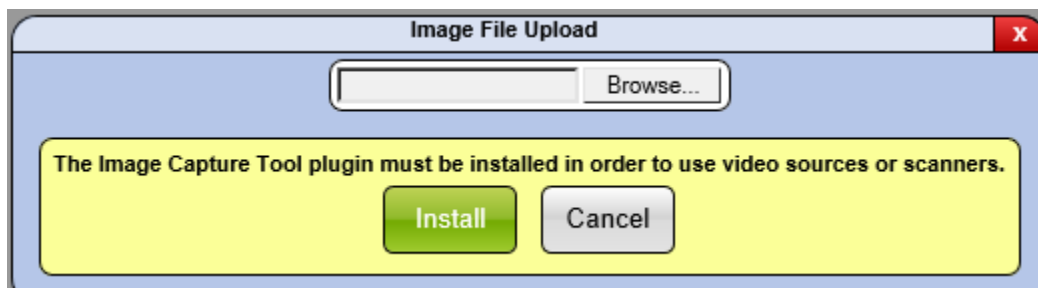 Image File Upload
x
Browse...
The Image Capture Tool plugin must be installed in order to use video sources or scanners.
Install
Cancel